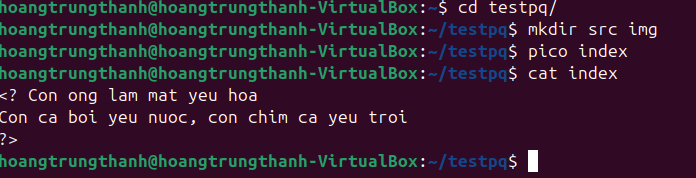 hoangtrungthanh@hoangtrungthanh-VirtualBox:~$ cd testpq/
hoangtrungthanh@hoangtrungthanh-VirtualBox:~/testpq$ mkdir src img
hoangtrungthanh@hoangtrungthanh-VirtualBox:~/testpq$ pico index
hoangtrungthanh@hoangtrungthanh-VirtualBox:~/testpq$ cat index
<? Con ong lam mat yeu hoa
Con ca boi yeu nuoc, con chim ca yeu troi
?>
hoangtrungthanh@hoangtrungthanh-VirtualBox:~/testpq$